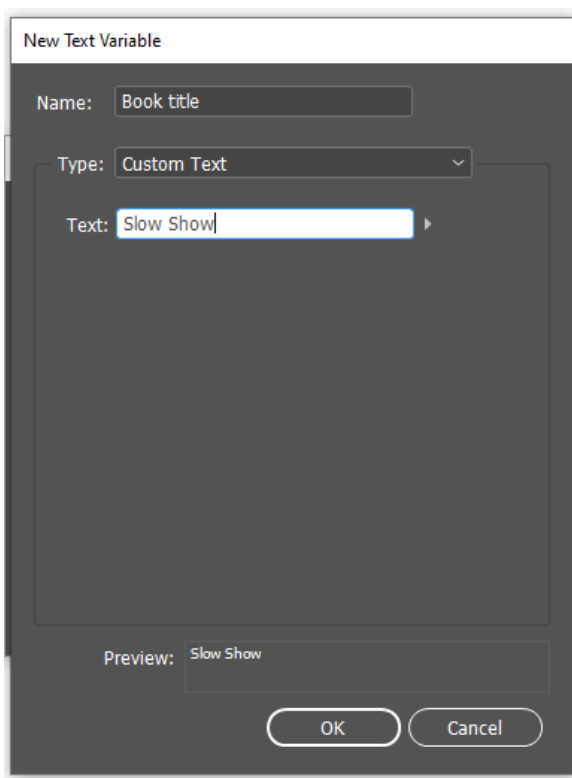 New Text Variable
Name: Book title
Type: Custom Text
Text: Slow Show
Preview: Slow Show
OK Cancel